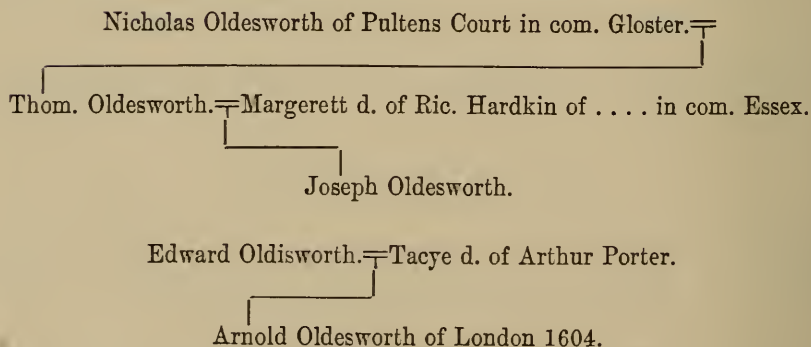 Nicholas Oldesworth of Pultens Court in com. Gloster.
Thom. Oldesworth. Margerett d. of Ric. Hardkin of . . . . in com. Essex.
Joseph Oldesworth.
Edward Oldisworth. Tacye d. of Arthur Porter.
Arnold Oldesworth of London 1604.